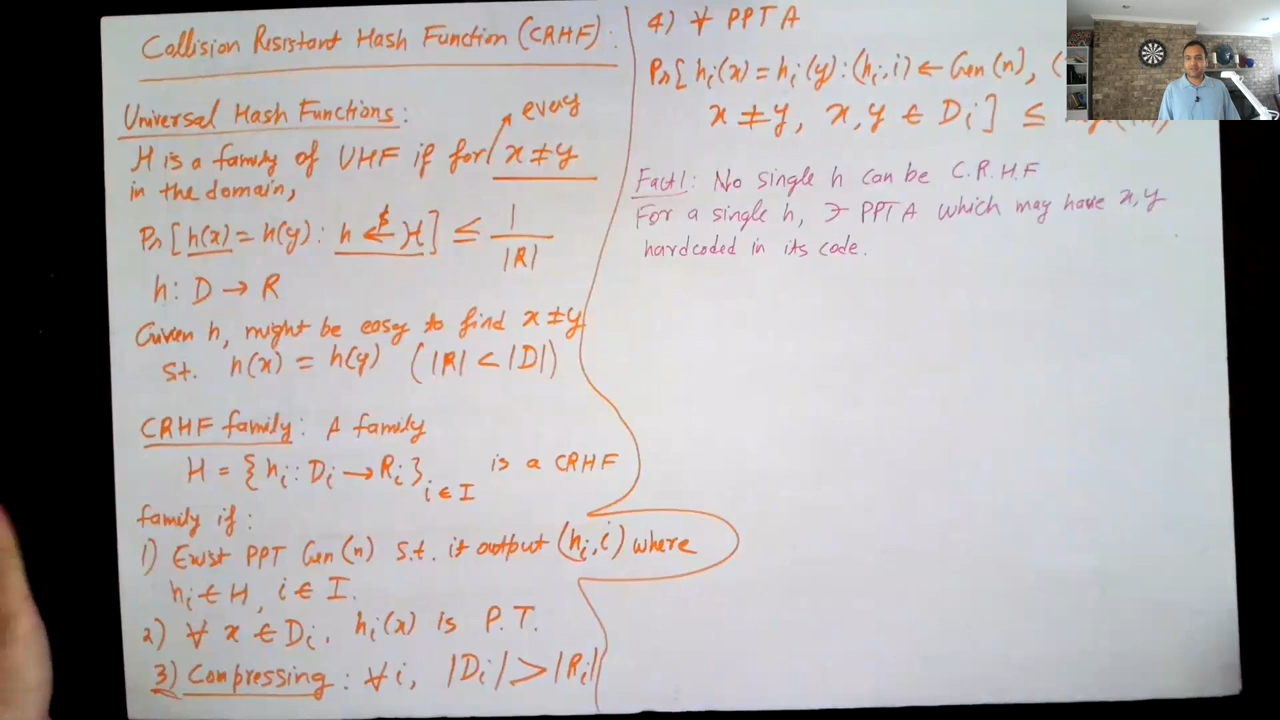 Collision Resistant Hash Function (CRHF):
Universal Hash Functions:
every
H is a family of UHF if for x ≠ y
in the domain,
Pr[h(x) = h(y) : h ←$ H] ≤ 1/|R|
h: D → R
Given h, might be easy to find x ≠ y
St. h(x) = h(y) (|R| < |D|)
CRHF family: A family
H = {hᵢ: Dᵢ → Rᵢ}ᵢ∈I is a CRHF
family if:
1) Exist PPT Gen(n) s.t. it output (hᵢ, i) where
hᵢ ∈ H, i ∈ I.
2) ∀ x ∈ Dᵢ, hᵢ(x) is P.T.
3) Compressing: ∀i, |Dᵢ| > |Rᵢ|
4) ∀ PPT A
Pr[hᵢ(x) = hᵢ(y) : (hᵢ, i) ← Gen(n), (
x ≠ y, x, y ∈ Dᵢ] ≤
Fact 1: No single h can be C.R.H.F
For a single h, ∃ PPT A which may have x, y
hardcoded in its code.